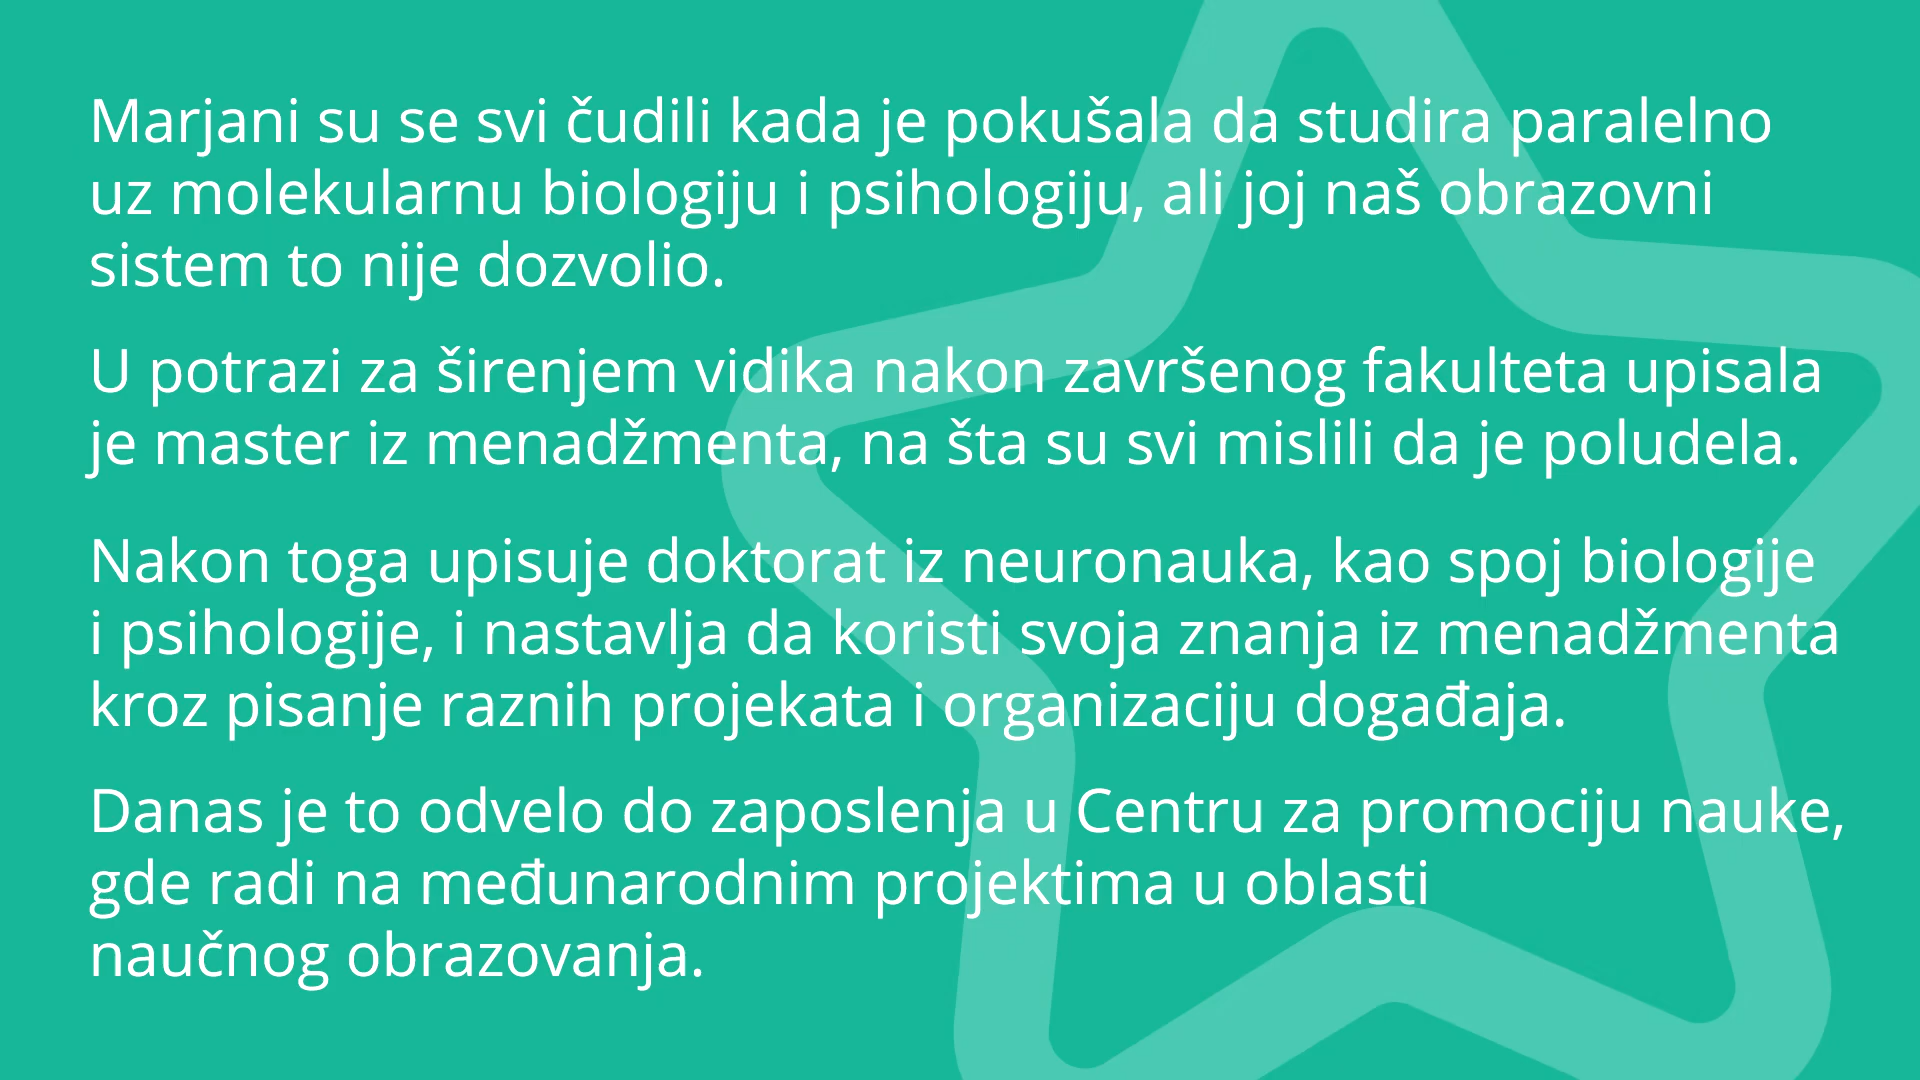 Marjani su se svi čudili kada je pokušala da studira paralelno
uz molekularnu biologiju i psihologiju, ali joj naš obrazovni
sistem to nije dozvolio.
U potrazi za širenjem vidika nakon završenog fakulteta upisala
je master iz menadžmenta, na šta su svi mislili da je poludela.
Nakon toga upisuje doktorat iz neuronauka, kao spoj biologije
i psihologije, i nastavlja da koristi svoja znanja iz menadžmenta
kroz pisanje raznih projekata i organizaciju događaja.
Danas je to odvelo do zaposlenja u Centru za promociju nauke,
gde radi na međunarodnim projektima u oblasti
naučnog obrazovanja.